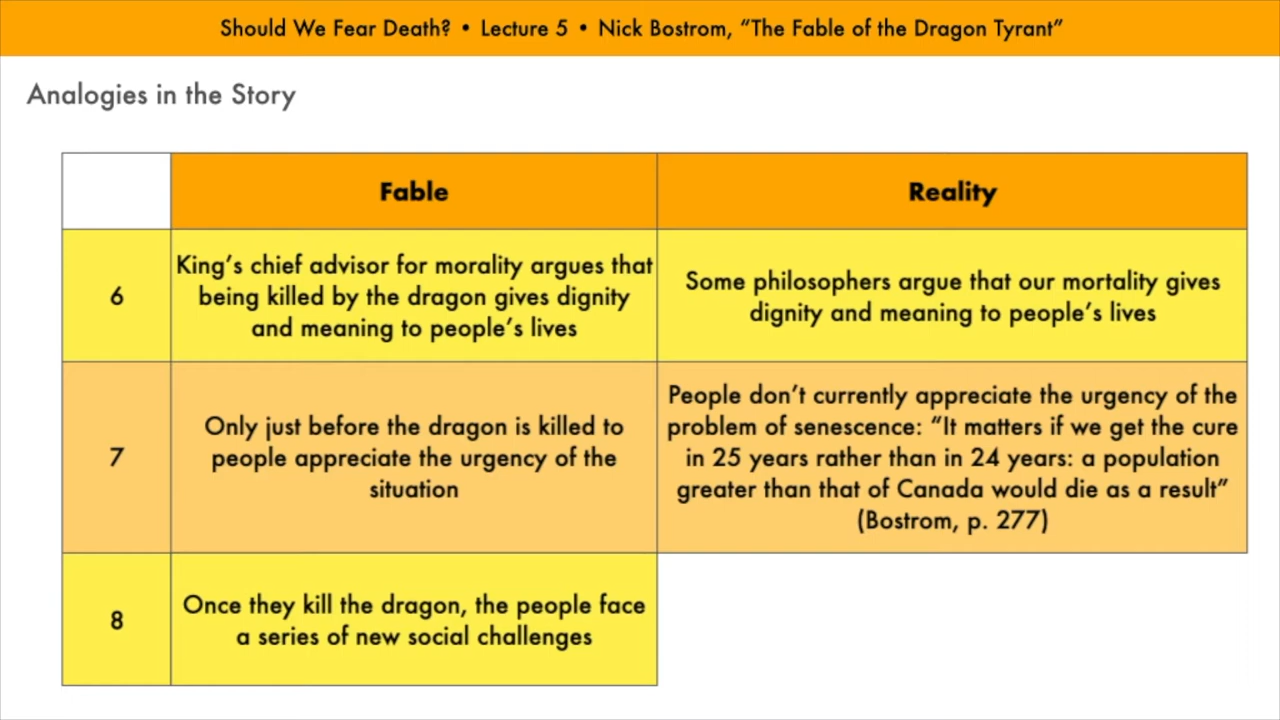 Should We Fear Death? • Lecture 5 • Nick Bostrom, “The Fable of the Dragon Tyrant”
Analogies in the Story
Fable
Reality
6
King’s chief advisor for morality argues that
being killed by the dragon gives dignity
and meaning to people’s lives
Some philosophers argue that our mortality gives
dignity and meaning to people’s lives
7
Only just before the dragon is killed to
people appreciate the urgency of the
situation
People don’t currently appreciate the urgency of the
problem of senescence: “It matters if we get the cure
in 25 years rather than in 24 years: a population
greater than that of Canada would die as a result”
(Bostrom, p. 277)
8
Once they kill the dragon, the people face
a series of new social challenges